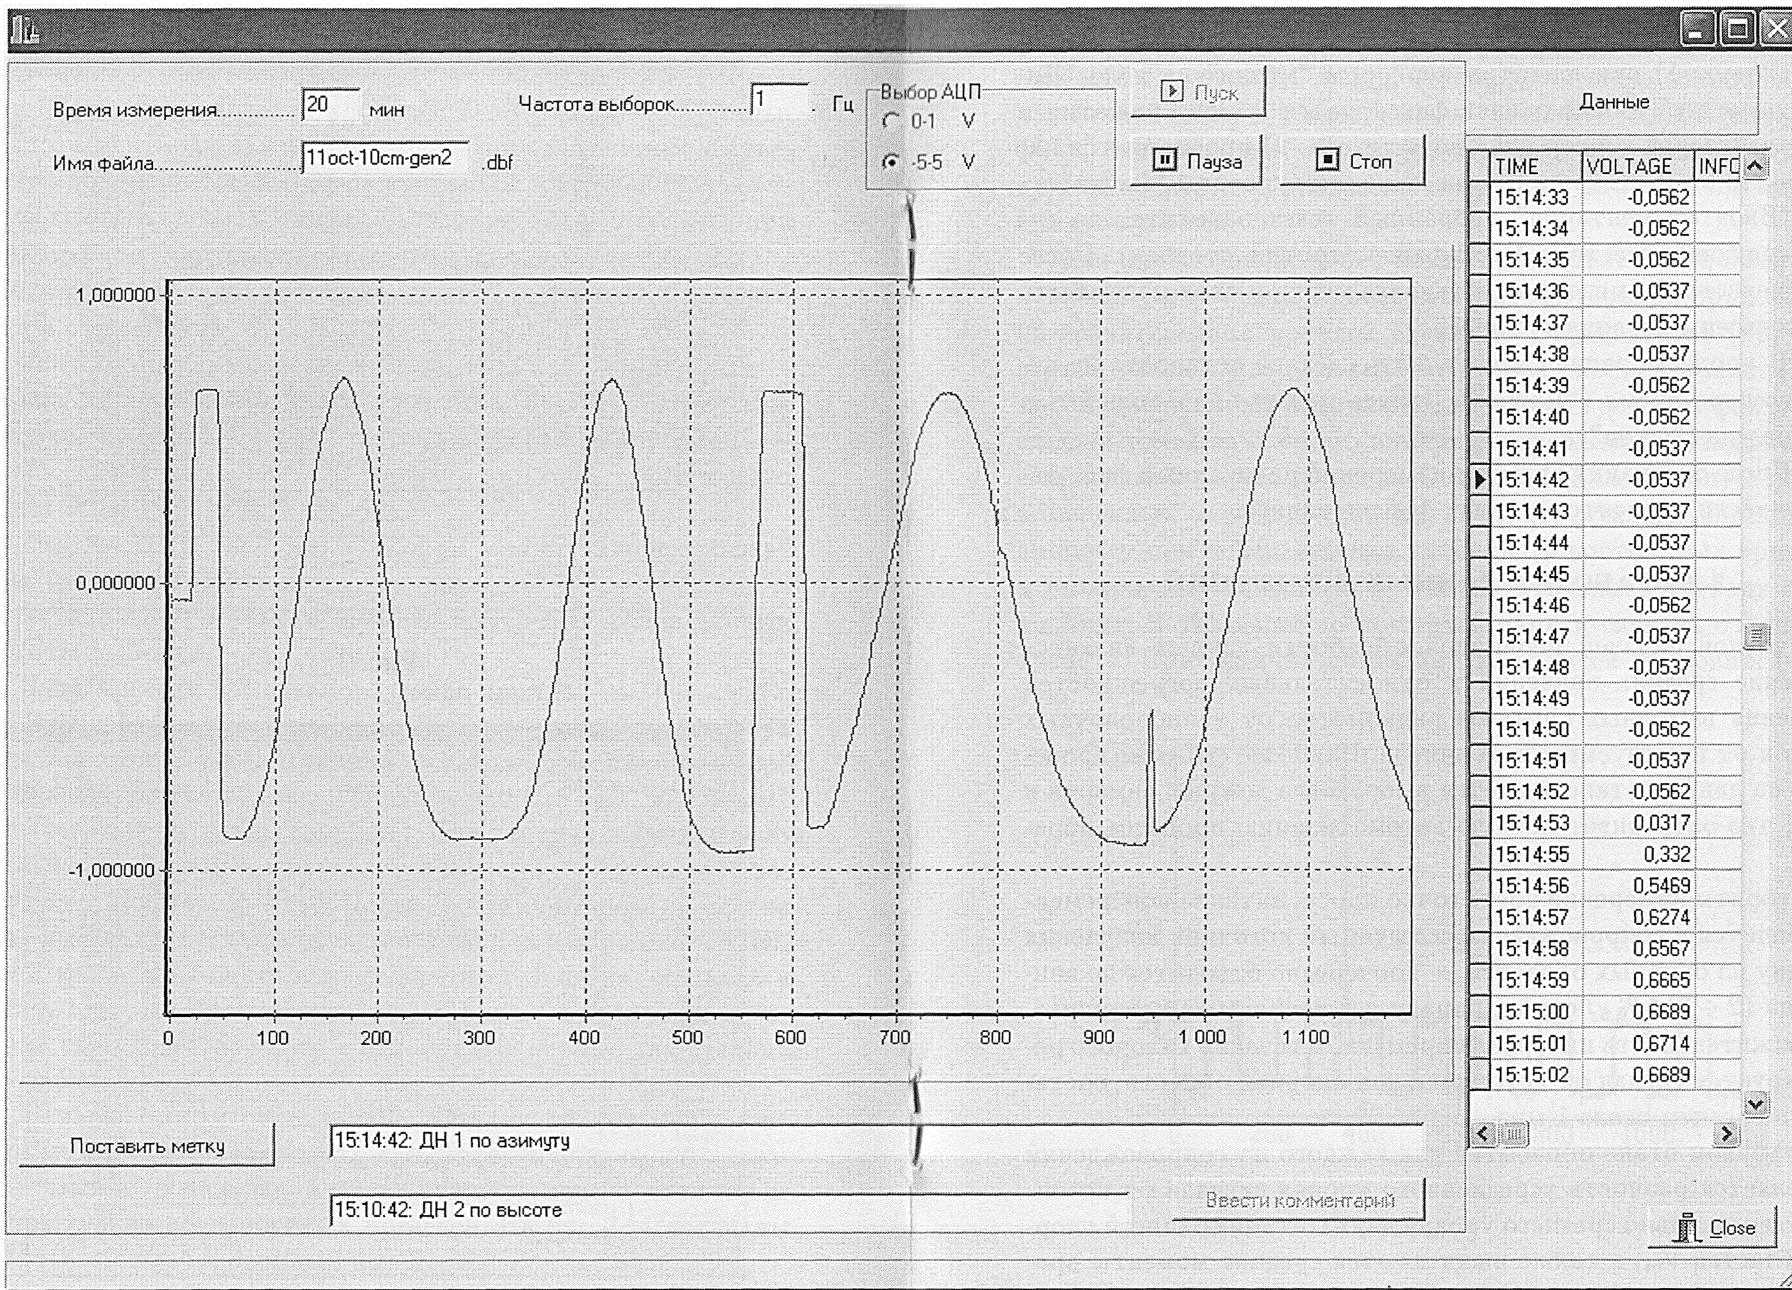 Время измерения.............. 20 мин
Частота выборок............. 1 Гц
Выбор АЦП
0-1 V
-5-5 V
Пуск
Имя файла....................... 11oct-10cm-gen2 .dbf
Пауза
Стоп
Данные
TIME VOLTAGE INFO
15:14:33 -0,0562
15:14:34 -0,0562
15:14:35 -0,0562
15:14:36 -0,0537
15:14:37 -0,0537
15:14:38 -0,0537
15:14:39 -0,0562
15:14:40 -0,0562
15:14:41 -0,0537
15:14:42 -0,0537
15:14:43 -0,0537
15:14:44 -0,0537
15:14:45 -0,0537
15:14:46 -0,0562
15:14:47 -0,0537
15:14:48 -0,0537
15:14:49 -0,0537
15:14:50 -0,0562
15:14:51 -0,0537
15:14:52 -0,0562
15:14:53 0,0317
15:14:55 0,332
15:14:56 0,5469
15:14:57 0,6274
15:14:58 0,6567
15:14:59 0,6665
15:15:00 0,6689
15:15:01 0,6714
15:15:02 0,6689
1,000000
0,000000
-1,000000
0 100 200 300 400 500 600 700 800 900 1 000 1 100
Поставить метку
15:14:42: ДН 1 по азимуту
15:10:42: ДН 2 по высоте
Ввести комментарий
Close